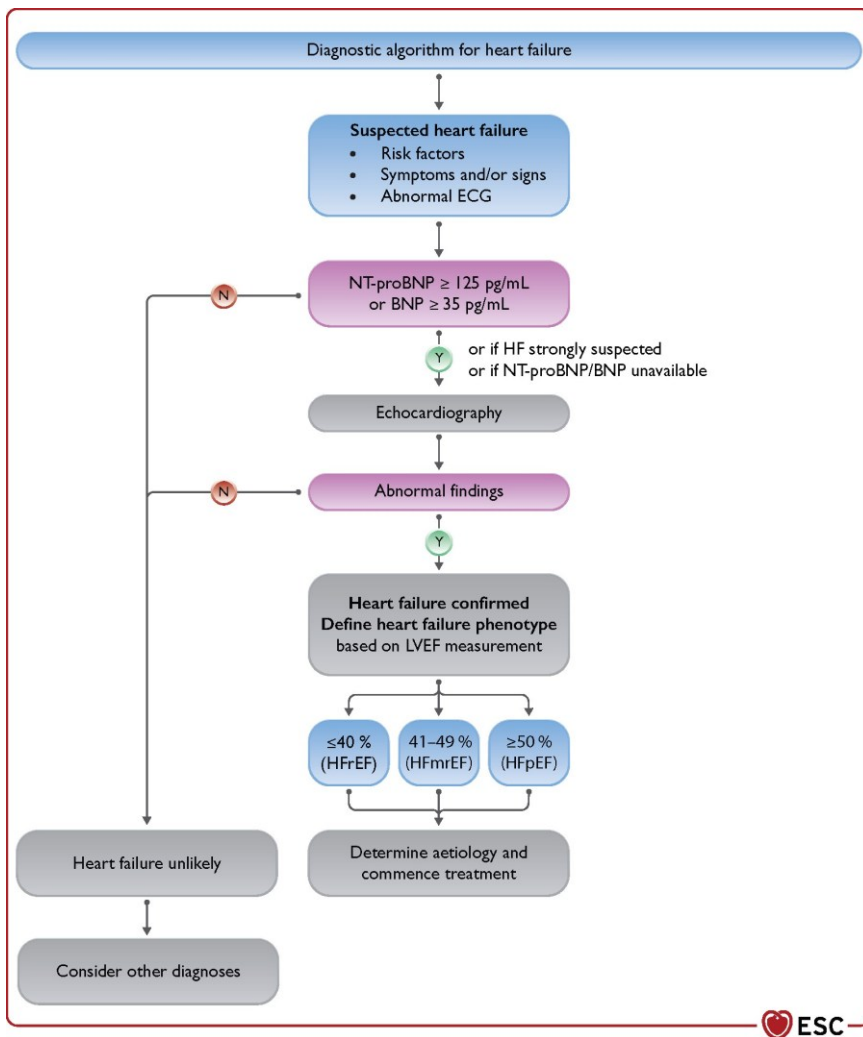 Diagnostic algorithm for heart failure
Suspected heart failure
• Risk factors
• Symptoms and/or signs
• Abnormal ECG
NT-proBNP ≥ 125 pg/mL
or BNP ≥ 35 pg/mL
N
Y
or if HF strongly suspected
or if NT-proBNP/BNP unavailable
Echocardiography
Abnormal findings
N
Y
Heart failure confirmed
Define heart failure phenotype
based on LVEF measurement
≤40 %
(HFrEF)
41–49 %
(HFmrEF)
≥50 %
(HFpEF)
Heart failure unlikely
Determine aetiology and
commence treatment
Consider other diagnoses
ESC